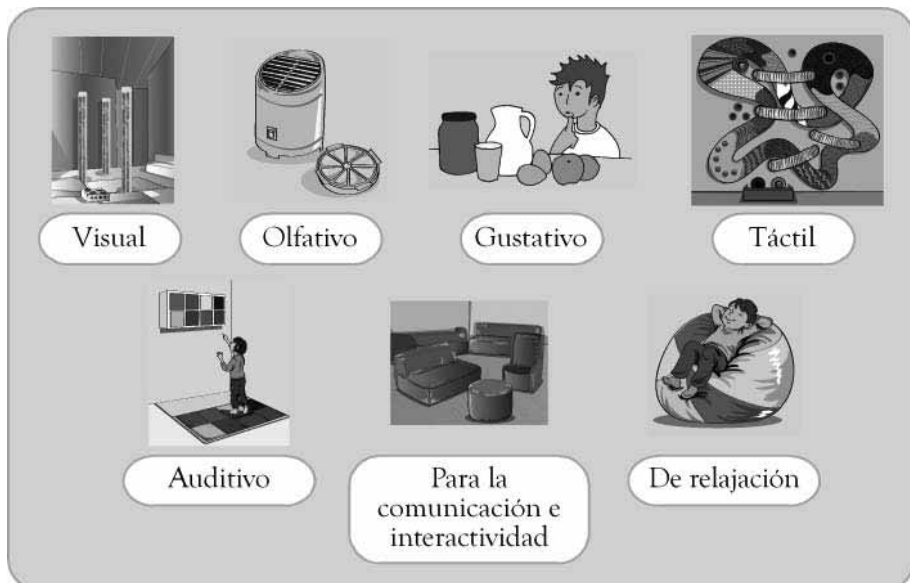 Visual
Olfativo
Gustativo
Táctil
Auditivo
Para la
comunicación e
interactividad
De relajación